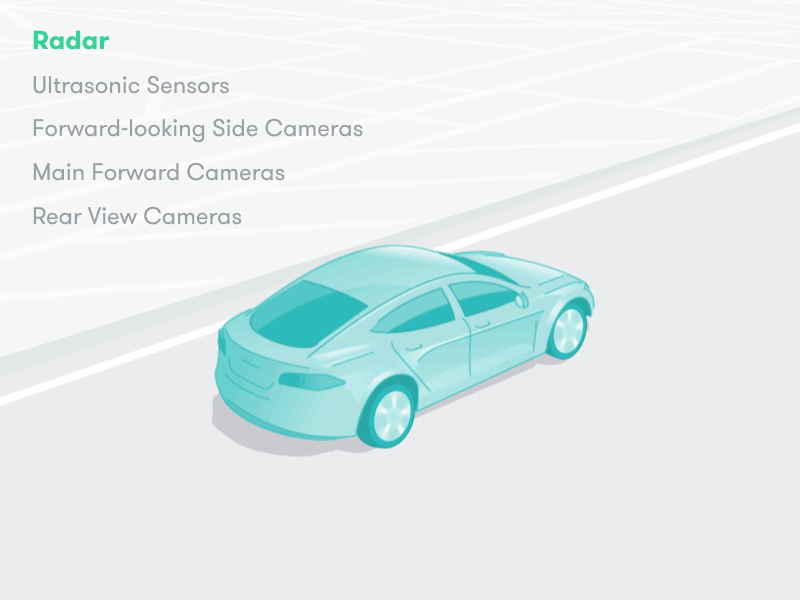 Radar
Ultrasonic Sensors
Forward-looking Side Cameras
Main Forward Cameras
Rear View Cameras